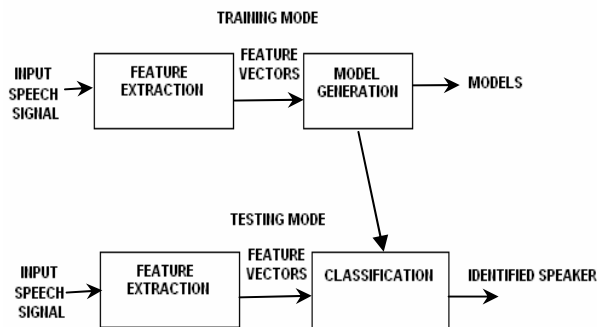 TRAINING MODE
INPUT
SPEECH
SIGNAL
FEATURE
EXTRACTION
FEATURE
VECTORS
MODEL
GENERATION
MODELS
TESTING MODE
INPUT
SPEECH
SIGNAL
FEATURE
EXTRACTION
FEATURE
VECTORS
CLASSIFICATION
IDENTIFIED SPEAKER